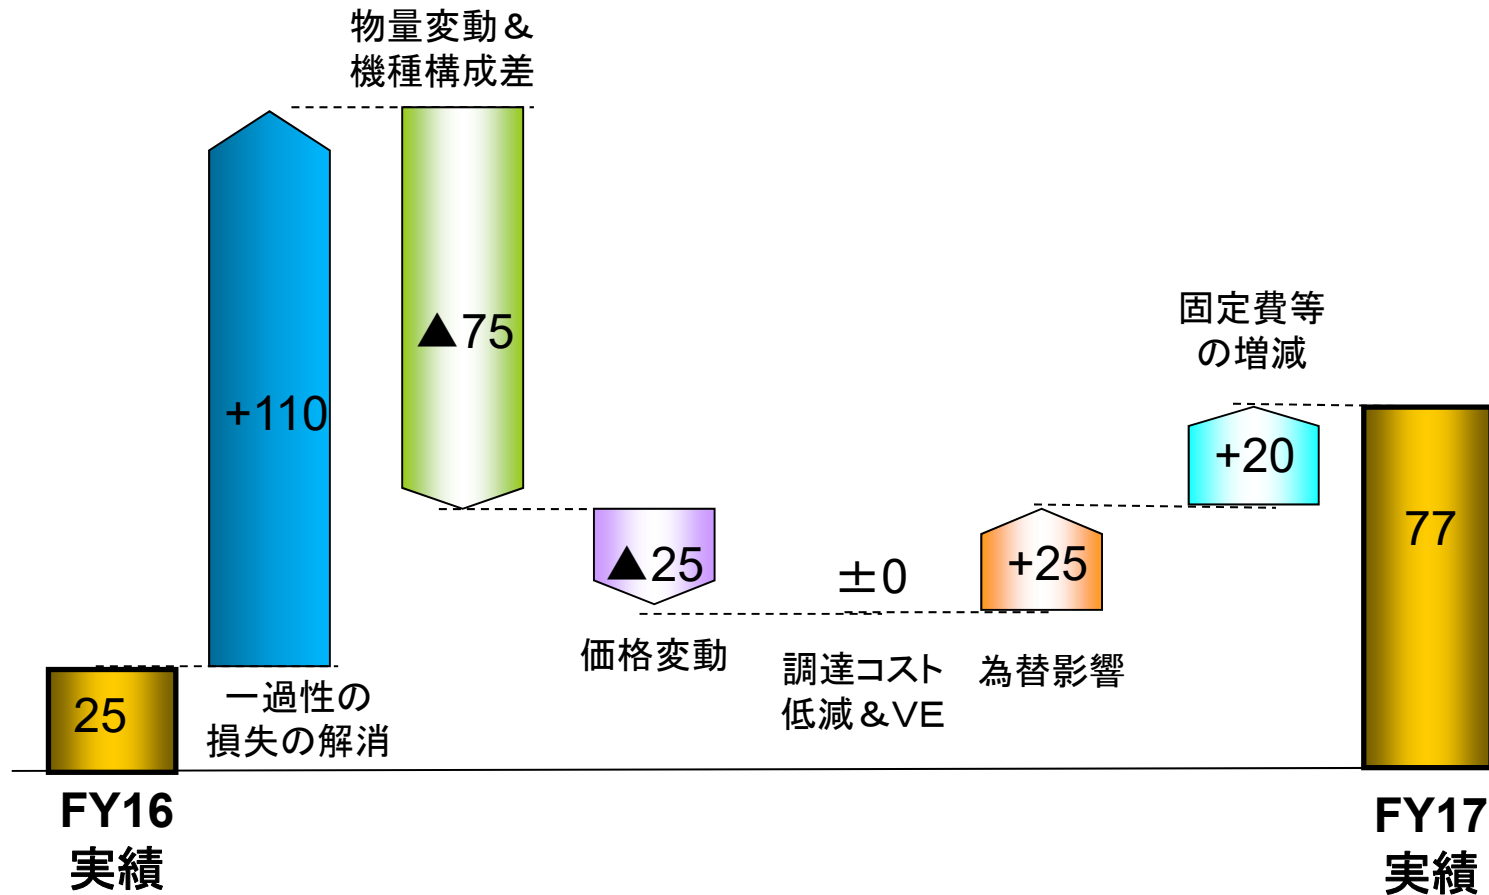 物量変動＆
機種構成差
+110
▲75
▲25
±0
+25
固定費等
の増減
+20
77
25
一過性の
損失の解消
価格変動
調達コスト
低減＆VE
為替影響
FY16
実績
FY17
実績